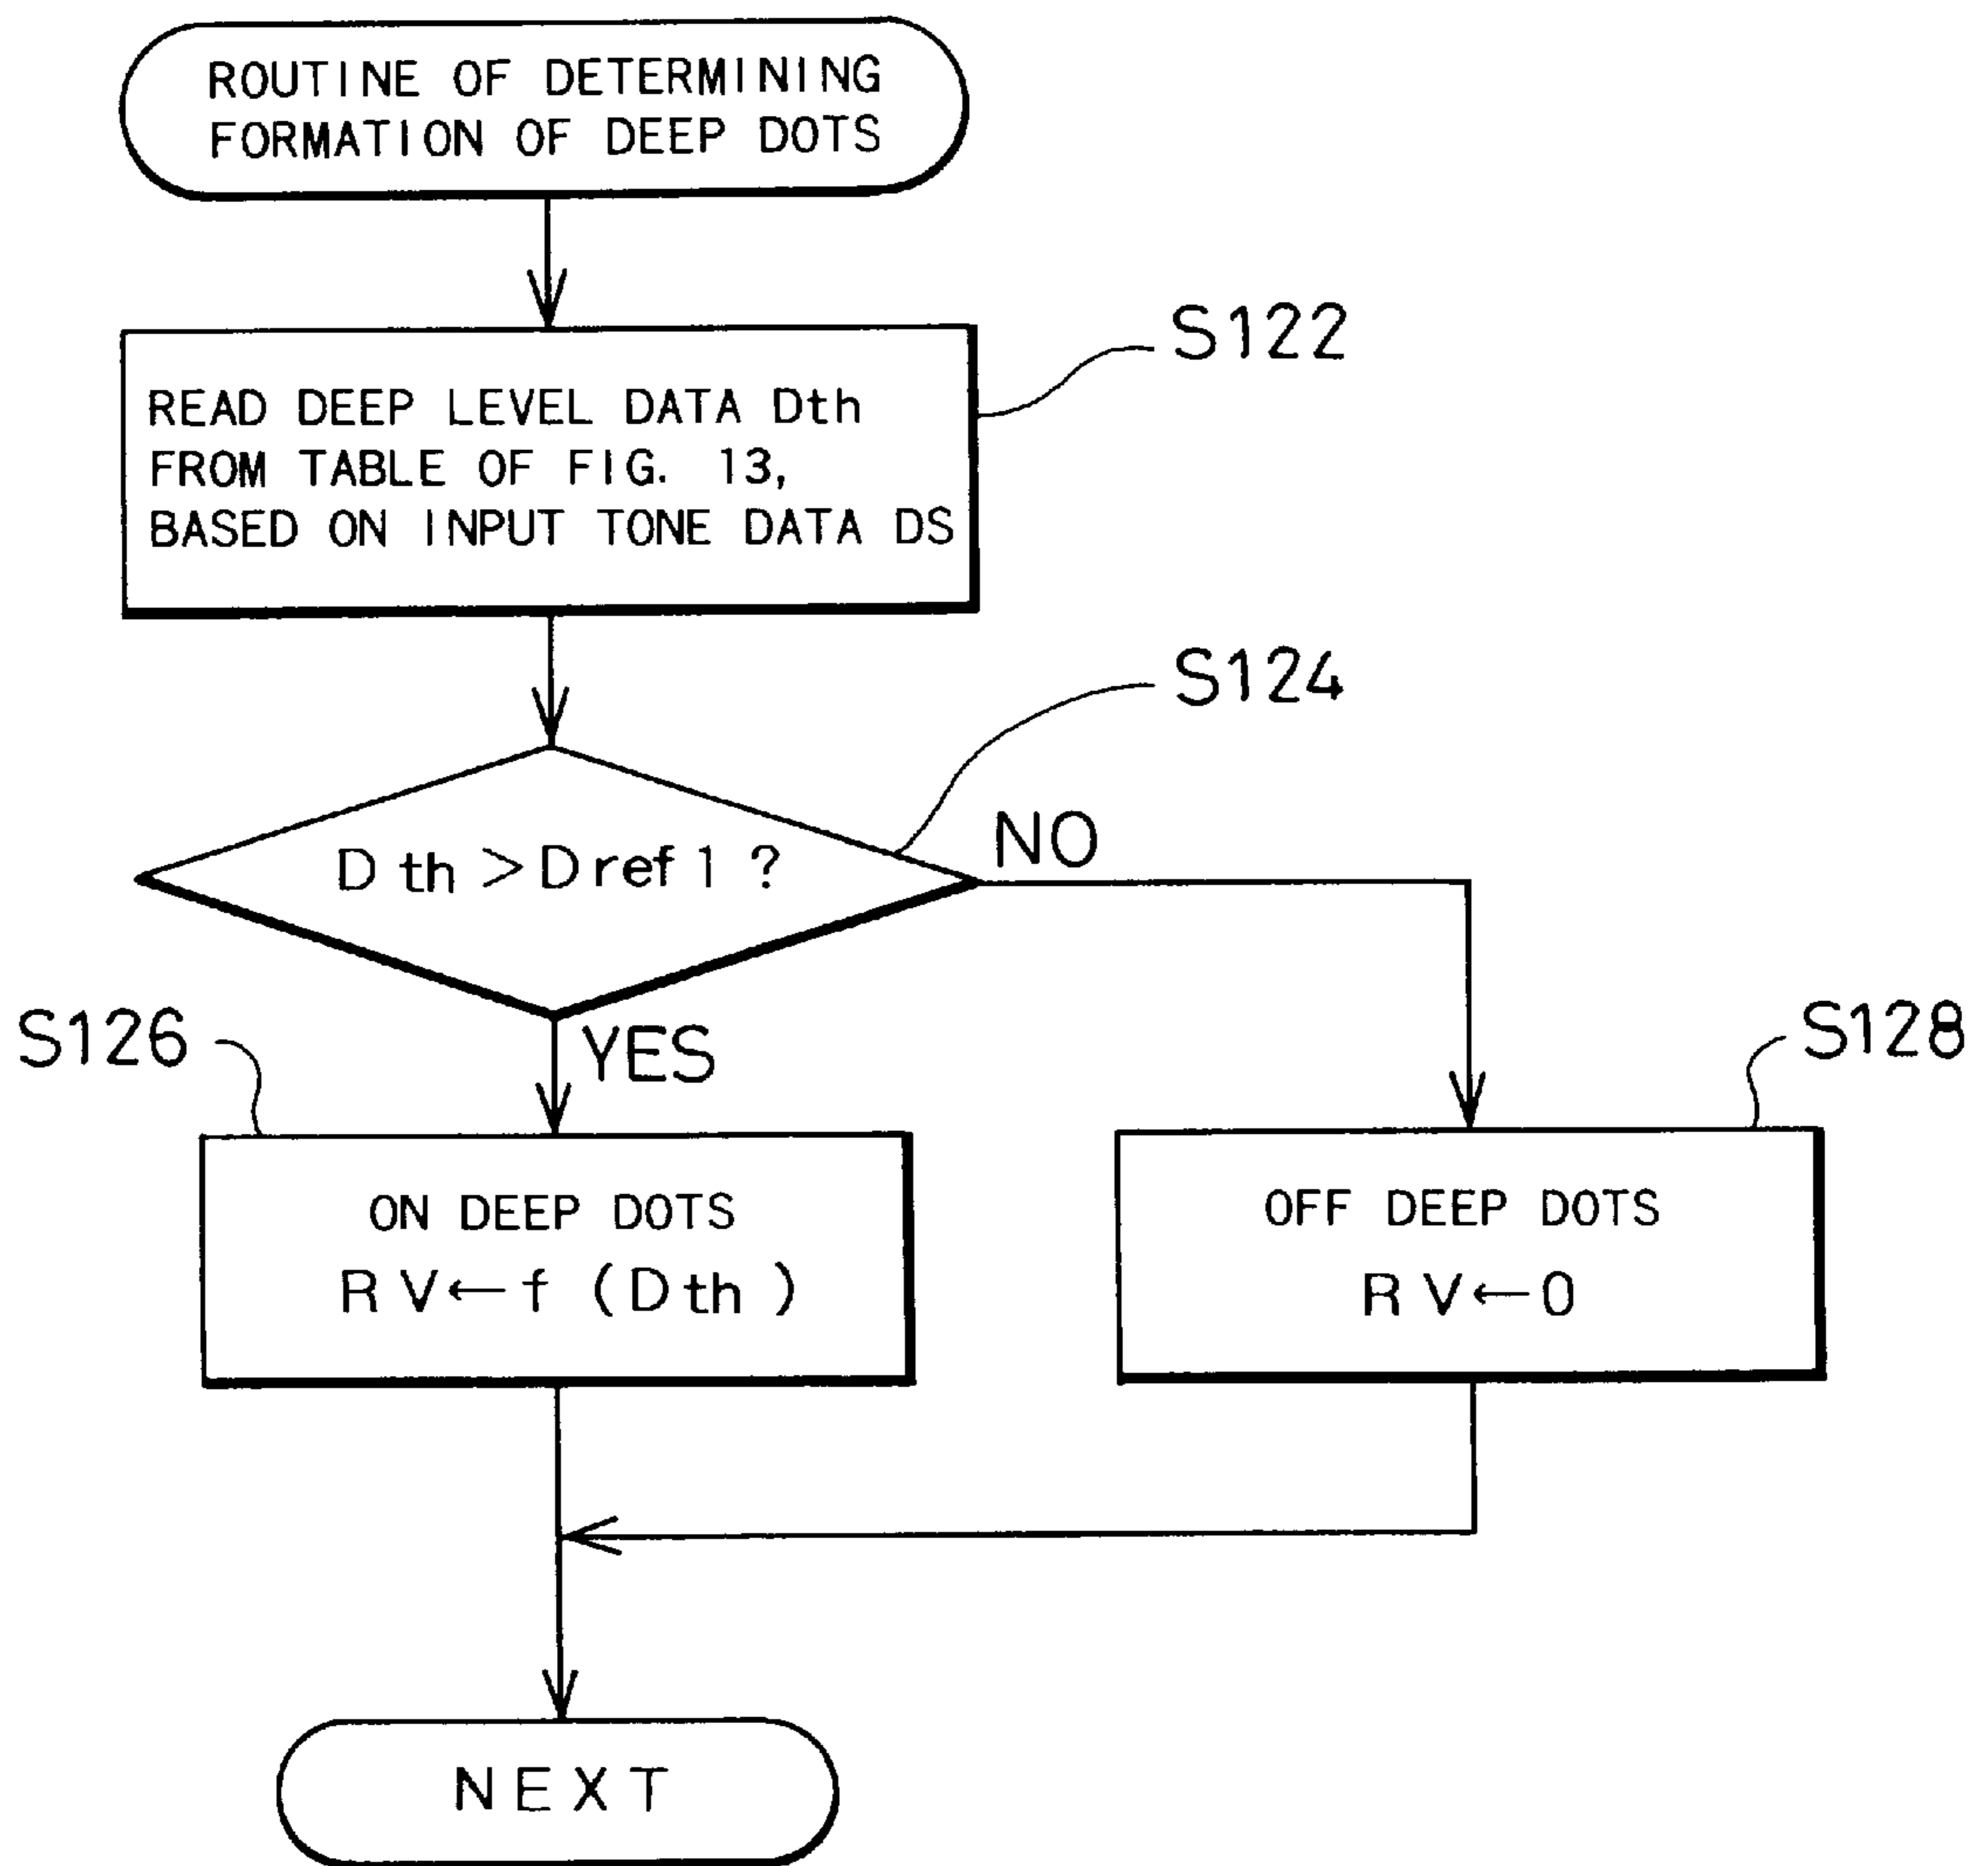 ROUTINE OF DETERMINING
FORMATION OF DEEP DOTS
S122
READ DEEP LEVEL DATA Dth
FROM TABLE OF FIG. 13,
BASED ON INPUT TONE DATA DS
S124
Dth>Dref1?
NO
YES
S126
S128
ON DEEP DOTS
RV←f(Dth)
OFF DEEP DOTS
RV←0
NEXT